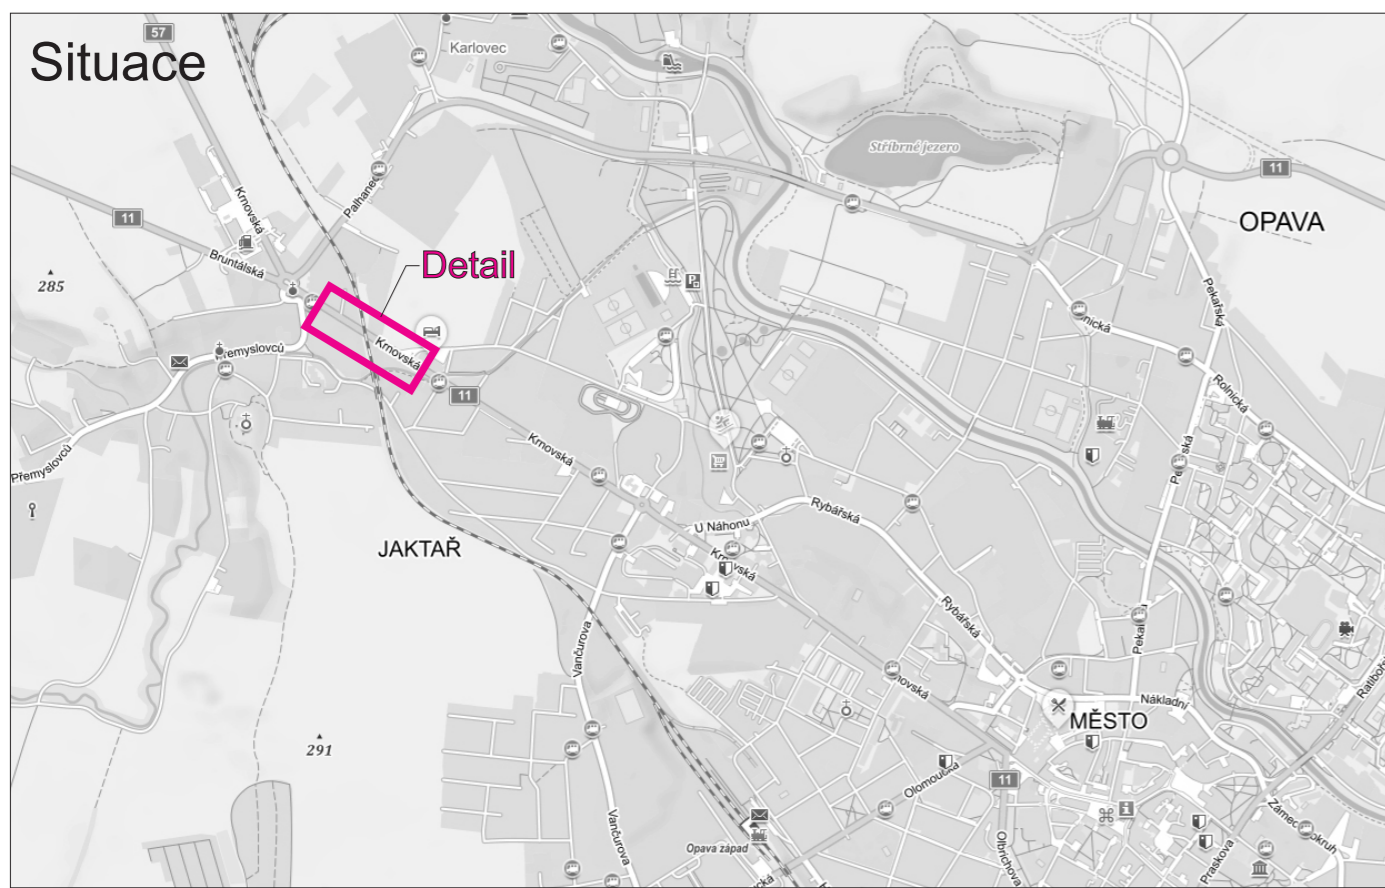 Situace
57
Karlovec
Stříbrné jezero
11
OPAVA
Krnovská
Palhanec
11
Bruntálská
Detail
285
Pekařská
Krnovská
Přemyslovců
11
Rolnická
Rolnická
Krnovská
Přemyslovců
Pekařská
Rybářská
U Náhonu
JAKTAŘ
Krnovská
Rybářská
Pekařská
Vančurova
Krnovská
Ratibořská
Nákladní
MĚSTO
291
Olomoucká
11
Vančurova
Zámecký okruh
Opava západ
Olbrichova
Praskova